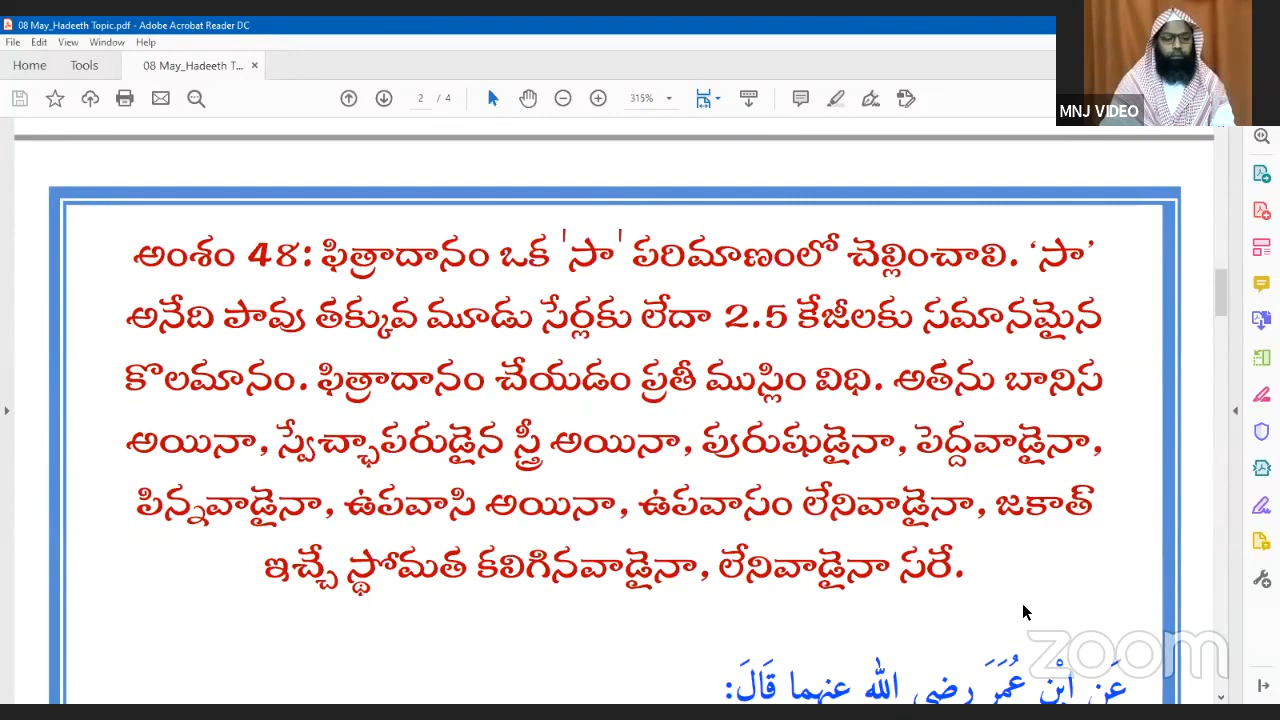 08 May_Hadeeth Topic.pdf - Adobe Acrobat Reader DC
File Edit View Window Help
Home Tools 08 May_Hadeeth T... ×
2 / 4 315%
MNJ VIDEO
అంశం 48: ఫిత్రాదానం ఒక 'సా' పరిమాణంలో చెల్లించాలి. ‘సా’
అనేది పావు తక్కువ మూడు సేర్లకు లేదా 2.5 కేజీలకు సమానమైన
కొలమానం. ఫిత్రాదానం చేయడం ప్రతీ ముస్లిం విధి. అతను బానిస
అయినా, స్వేచ్ఛాపరుడైన స్త్రీ అయినా, పురుషుడైనా, పెద్దవాడైనా,
పిన్నవాడైనా, ఉపవాసి అయినా, ఉపవాసం లేనివాడైనా, జకాత్
ఇచ్చే స్థోమత కలిగినవాడైనా, లేనివాడైనా సరే.
عَن ابْنِ عُمَرَ رضي الله عنهما قَالَ:
zoom